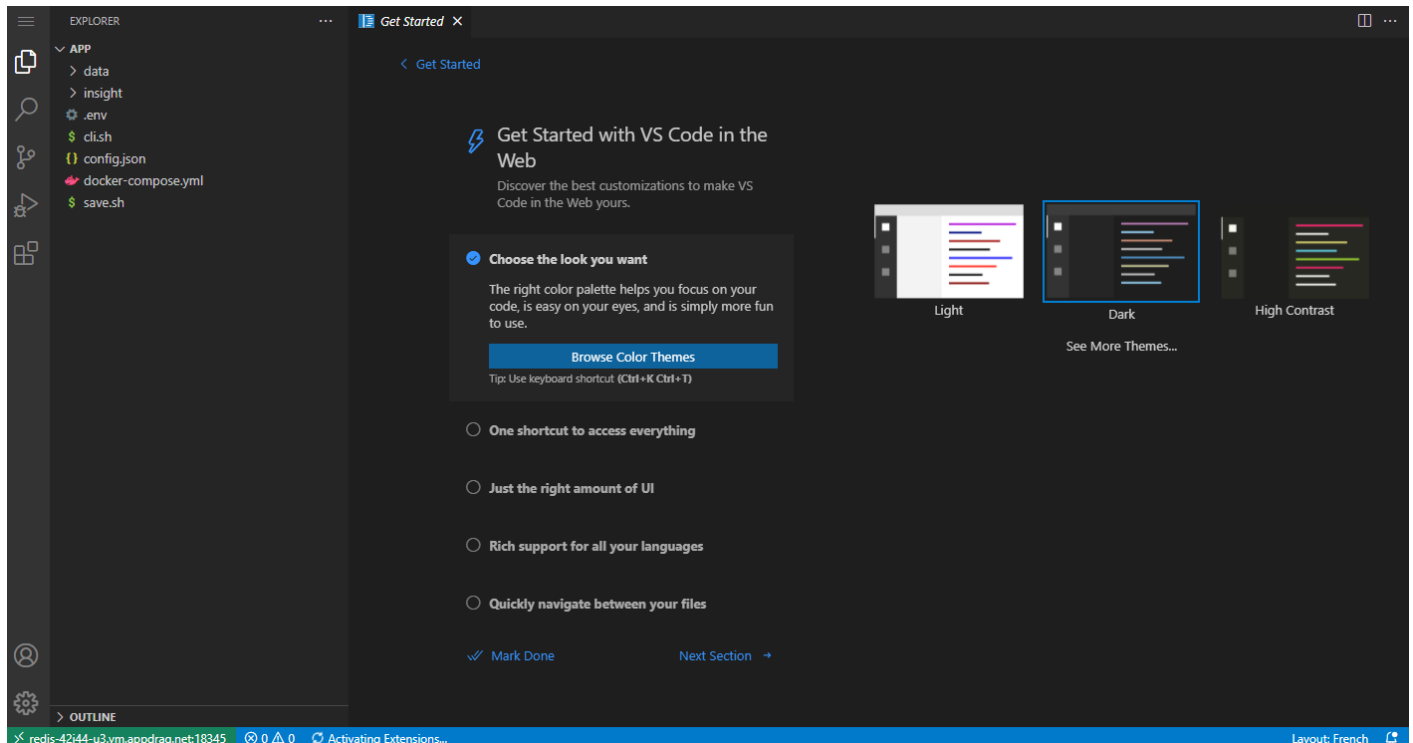 EXPLORER
···
Get Started
APP
data
insight
.env
$ cli.sh
{} config.json
docker-compose.yml
$ save.sh
OUTLINE
Get Started
Get Started with VS Code in the
Web
Discover the best customizations to make VS
Code in the Web yours.
Choose the look you want
The right color palette helps you focus on your
code, is easy on your eyes, and is simply more fun
to use.
Browse Color Themes
Tip: Use keyboard shortcut (Ctrl+K Ctrl+T)
One shortcut to access everything
Just the right amount of UI
Rich support for all your languages
Quickly navigate between your files
Mark Done
Next Section
Light
Dark
High Contrast
See More Themes...
redis-42j44-u3.vm.appdrag.net:18345
0
0
Activating Extensions...
Layout: French